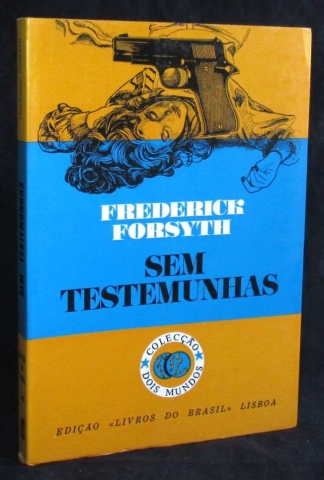 FREDERICK
FORSYTH
SEM
TESTEMUNHAS
COLECÇÃO
DOIS MUNDOS
EDIÇÃO «LIVROS DO BRASIL» LISBOA